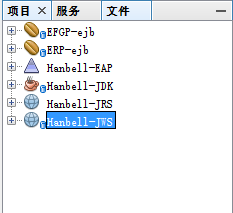 项目 服务 文件
EFGP-ejb
ERP-ejb
Hanbell-EAP
Hanbell-JDK
Hanbell-JRS
Hanbell-JWS